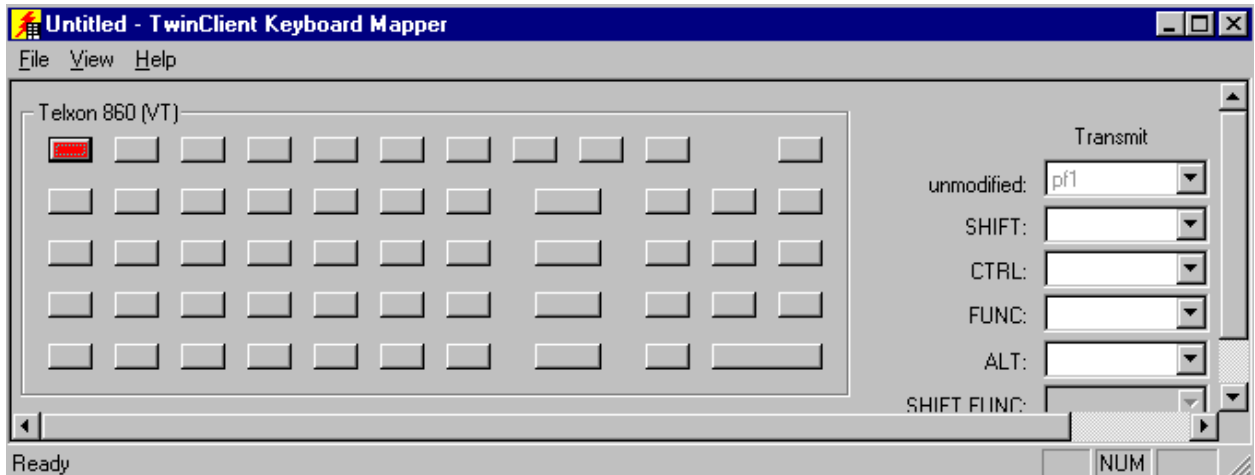 Untitled - TwinClient Keyboard Mapper
File View Help
Telxon 860 (VT)
Transmit
unmodified: pf1
SHIFT:
CTRL:
FUNC:
ALT:
SHIFT FUNC:
Ready NUM